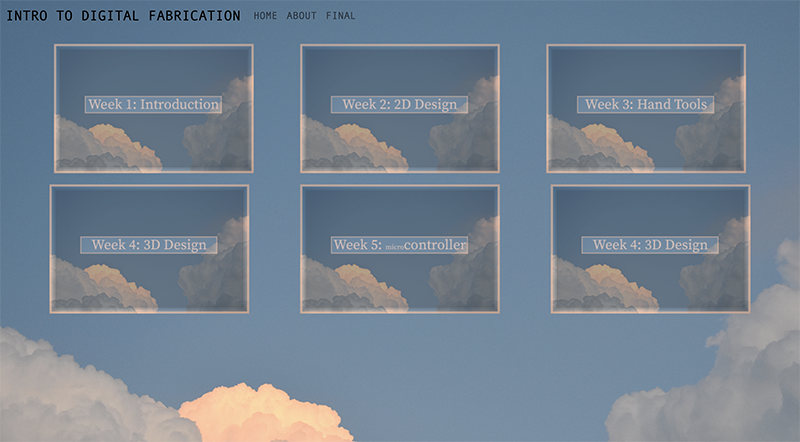 INTRO TO DIGITAL FABRICATION HOME ABOUT FINAL
Week 1: Introduction
Week 2: 2D Design
Week 3: Hand Tools
Week 4: 3D Design
Week 5: microcontroller
Week 4: 3D Design